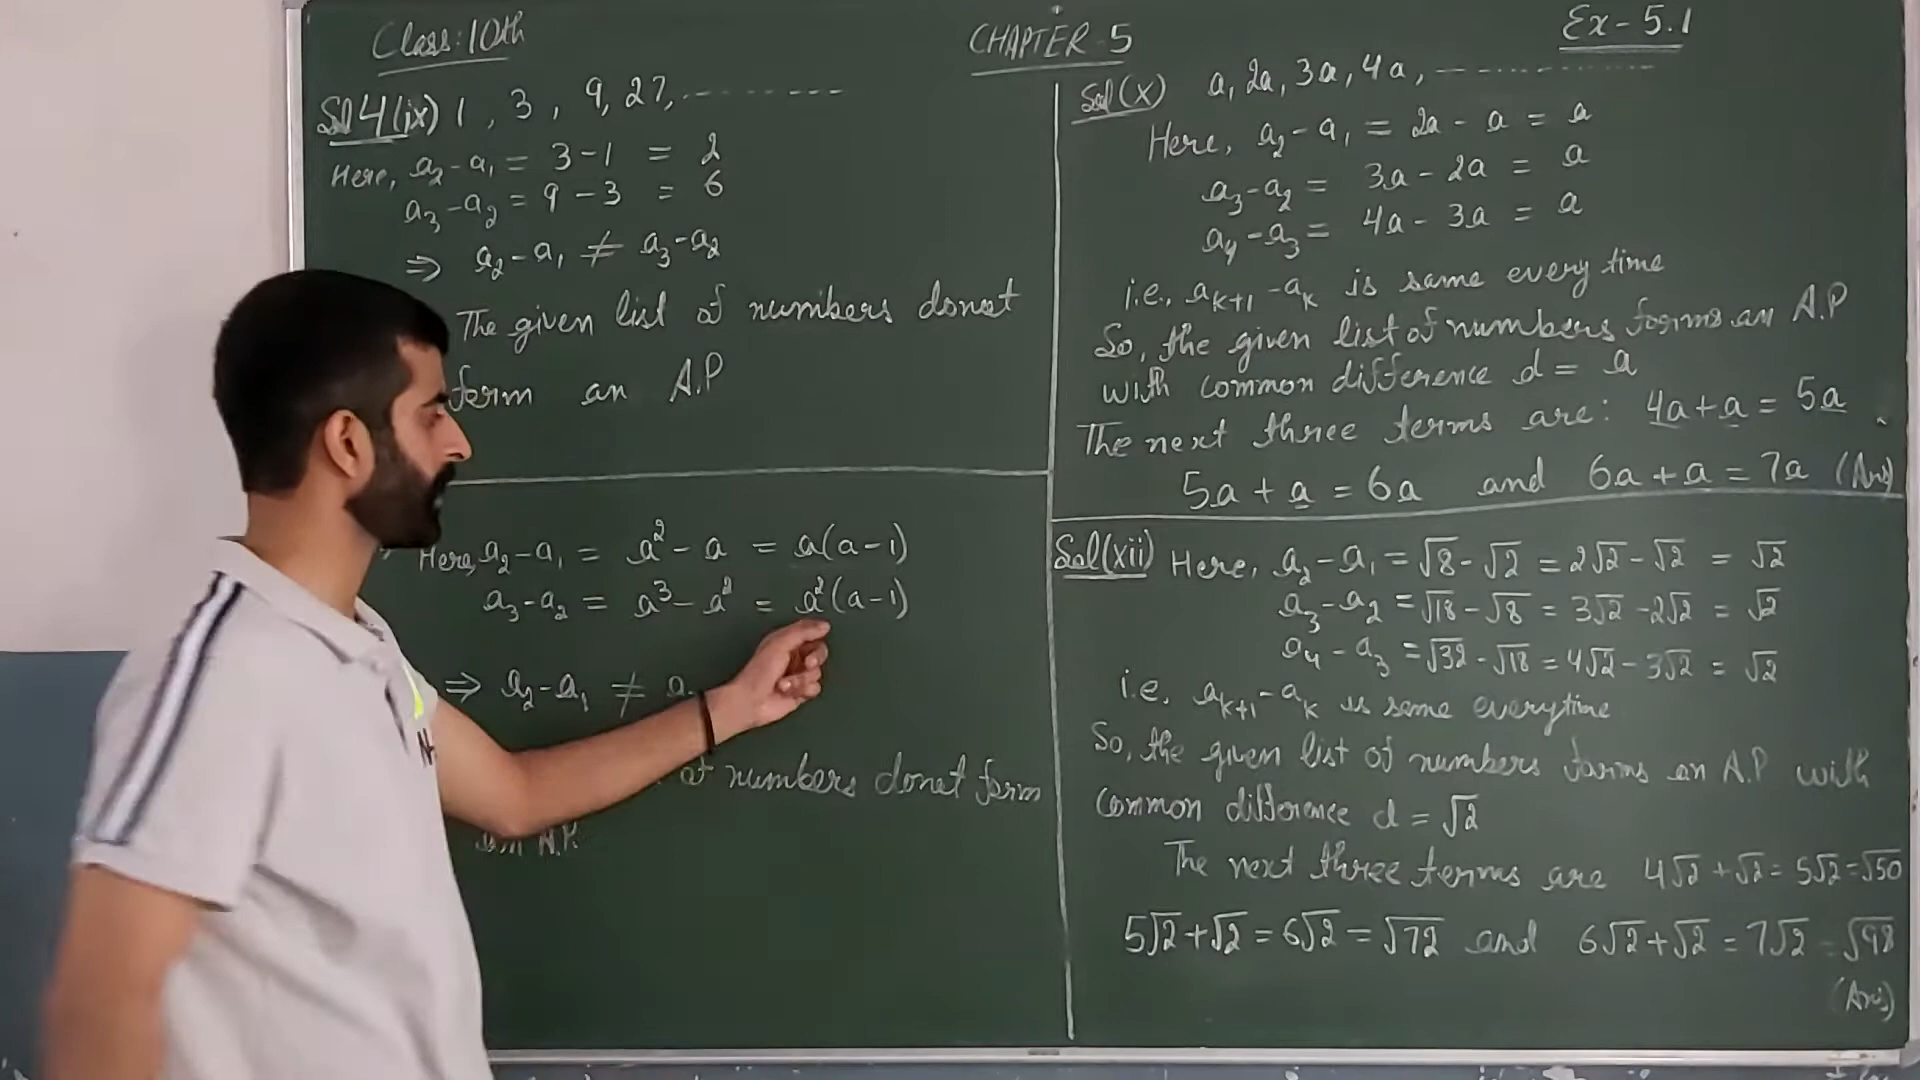 Class: 10th
CHAPTER-5
Ex-5.1
Sol 4(ix) 1, 3, 9, 27, ----------
Here, a₂-a₁ = 3-1 = 2
a₃-a₂ = 9-3 = 6
⇒ a₂-a₁ ≠ a₃-a₂
The given list of numbers donot
form an A.P
Here, a₂-a₁ = a²-a = a(a-1)
a₃-a₂ = a³-a² = a²(a-1)
⇒ a₂-a₁ ≠ a
of numbers donot form
an A.P.
Sol(x) a, 2a, 3a, 4a, ----------
Here, a₂-a₁ = 2a-a = a
a₃-a₂ = 3a-2a = a
a₄-a₃ = 4a-3a = a
i.e., aₖ₊₁-aₖ is same every time
So, the given list of numbers forms an A.P
with common difference d = a
The next three terms are: 4a+a = 5a
5a+a = 6a and 6a+a = 7a (Ans)
Sol(xii) Here, a₂-a₁ = √8-√2 = 2√2-√2 = √2
a₃-a₂ = √18-√8 = 3√2-2√2 = √2
a₄-a₃ = √32-√18 = 4√2-3√2 = √2
i.e. aₖ₊₁-aₖ is same everytime
So, the given list of numbers forms an A.P with
common difference d = √2
The next three terms are 4√2+√2 = 5√2 = √50
5√2+√2 = 6√2 = √72 and 6√2+√2 = 7√2 = √98
(Ans)